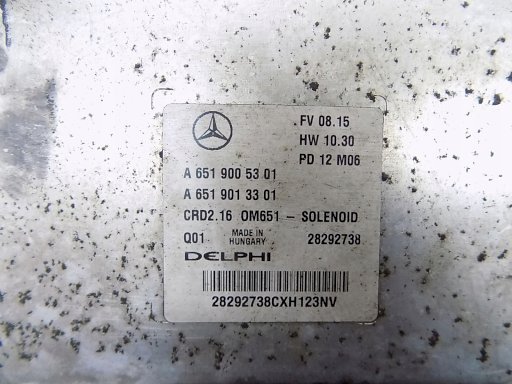 FV 08.15
HW 10.30
PD 12 M06
A 651 900 53 01
A 651 901 33 01
CRD2.16 OM651 - SOLENOID
Q01 MADE IN HUNGARY 28292738
DELPHI
28292738CXH123NV